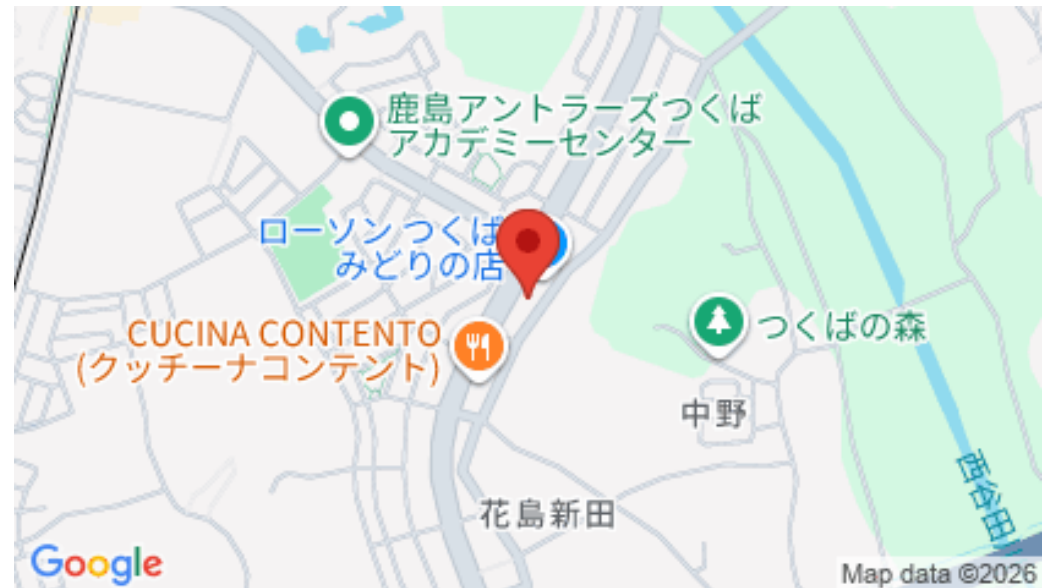 鹿島アントラーズつくば
アカデミーセンター
ローソン つくば
みどりの店
CUCINA CONTENTO
(クッチーナコンテント)
つくばの森
中野
西谷田
花島新田
Google
Map data ©2026